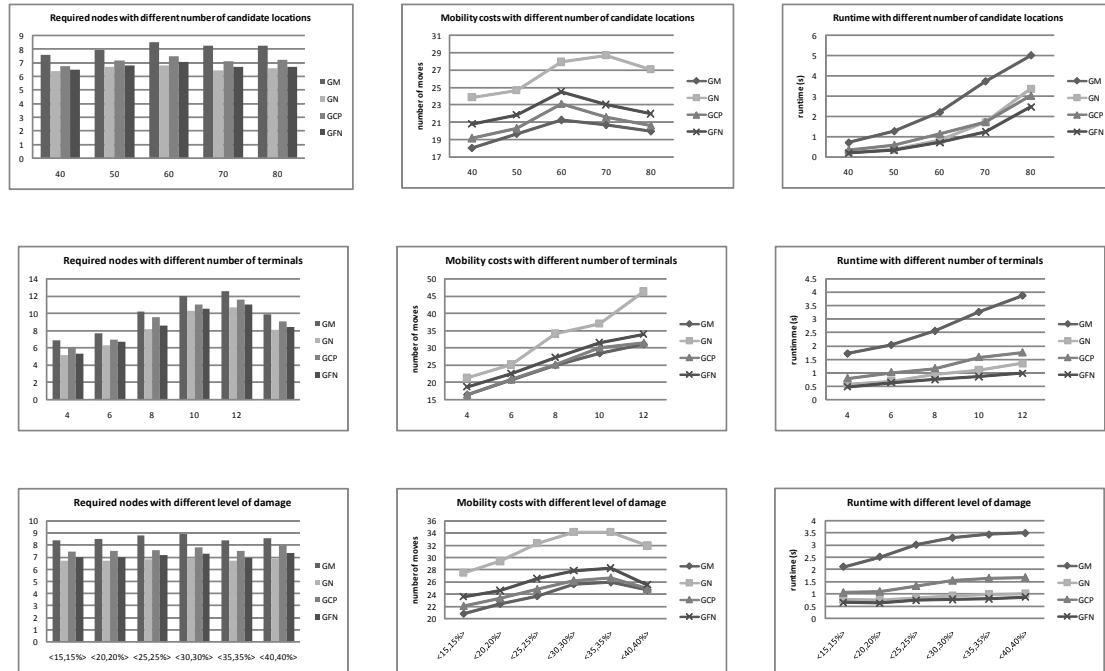 Required nodes with different number of candidate locations
9
8
7
6
5
4
3
2
1
0
40 50 60 70 80
GM
GN
GCP
GFN
Mobility costs with different number of candidate locations
number of moves
31
29
27
25
23
21
19
17
40 50 60 70 80
GM
GN
GCP
GFN
Runtime with different number of candidate locations
runtime (s)
6
5
4
3
2
1
0
40 50 60 70 80
GM
GN
GCP
GFN
Required nodes with different number of terminals
14
12
10
8
6
4
2
0
4 6 8 10 12
GM
GN
GCP
GFN
Mobility costs with different number of terminals
number of moves
50
45
40
35
30
25
20
15
4 6 8 10 12
GM
GN
GCP
GFN
Runtime with different number of terminals
runtimme (s)
4.5
4
3.5
3
2.5
2
1.5
1
0.5
0
4 6 8 10 12
GM
GN
GCP
GFN
Required nodes with different level of damage
10
9
8
7
6
5
4
3
2
1
0
<15,15%> <20,20%> <25,25%> <30,30%> <35,35%> <40,40%>
GM
GN
GCP
GFN
Mobility costs with different level of damage
number of moves
36
34
32
30
28
26
24
22
20
<15,15%> <20,20%> <25,25%> <30,30%> <35,35%> <40,40%>
GM
GN
GCP
GFN
Runtime with different level of damage
runtime (s)
4
3.5
3
2.5
2
1.5
1
0.5
0
<15,15%> <20,20%> <25,25%> <30,30%> <35,35%> <40,40%>
GM
GN
GCP
GFN